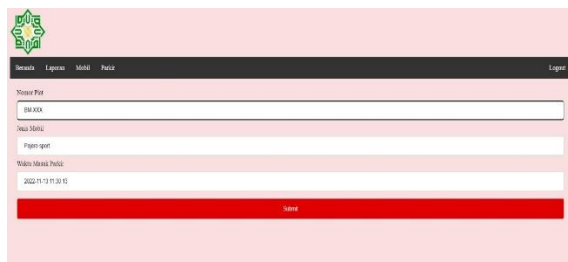 Beranda Laporan Mobil Parkir Logout
Nomor Plat
BM-XXX
Jenis Mobil
Pajero sport
Waktu Masuk Parkir
2022-11-13 11:30:13
Submit